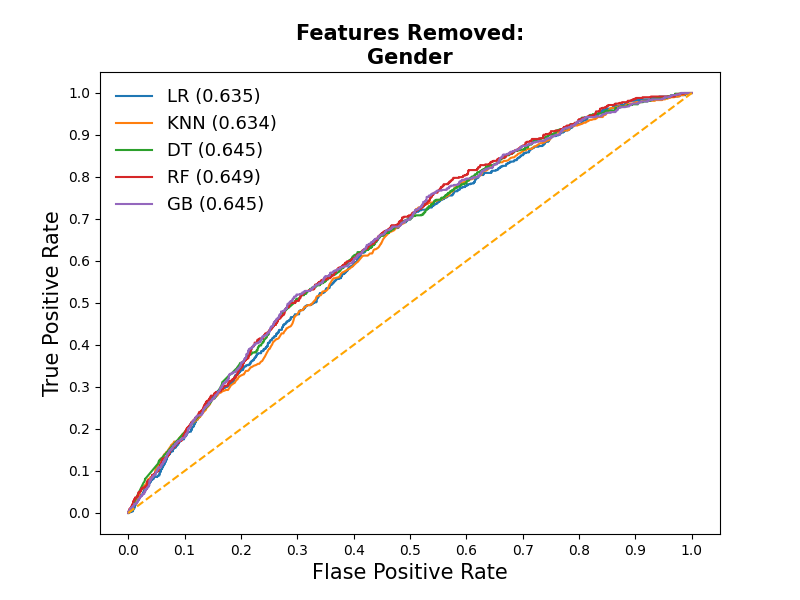 Features Removed:
Gender
LR (0.635)
KNN (0.634)
DT (0.645)
RF (0.649)
GB (0.645)
True Positive Rate
1.0
0.9
0.8
0.7
0.6
0.5
0.4
0.3
0.2
0.1
0.0
0.0 0.1 0.2 0.3 0.4 0.5 0.6 0.7 0.8 0.9 1.0
Flase Positive Rate